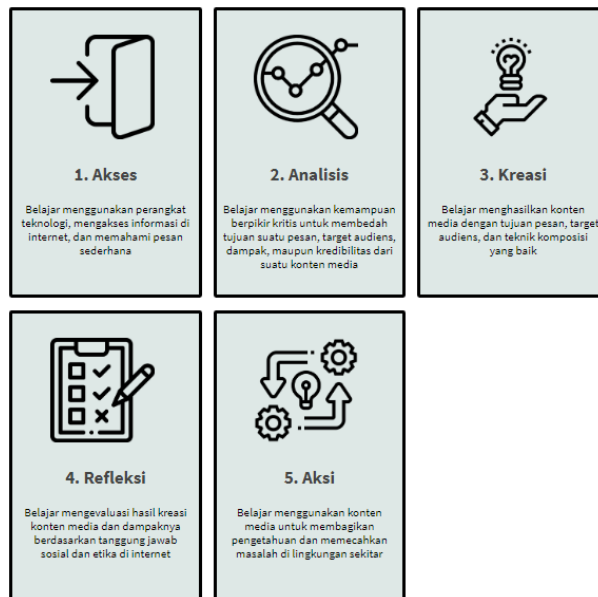 1. Akses
Belajar menggunakan perangkat
teknologi, mengakses informasi di
internet, dan memahami pesan
sederhana
2. Analisis
Belajar menggunakan kemampuan
berpikir kritis untuk membedah
tujuan suatu pesan, target audiens,
dampak, maupun kredibilitas dari
suatu konten media
3. Kreasi
Belajar menghasilkan konten
media dengan tujuan pesan, target
audiens, dan teknik komposisi
yang baik
4. Refleksi
Belajar mengevaluasi hasil kreasi
konten media dan dampaknya
berdasarkan tanggung jawab
sosial dan etika di internet
5. Aksi
Belajar menggunakan konten
media untuk membagikan
pengetahuan dan memecahkan
masalah di lingkungan sekitar